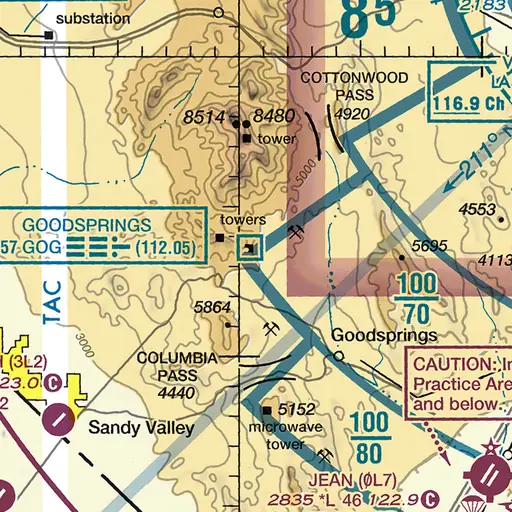 substation
85
2183
COTTONWOOD
PASS
4920
116.9 Ch
8514
8480
tower
5000
211°
GOODSPRINGS
57 GOG (112.05)
towers
4553
5695
4113
TAC
5864
100
70
3000
Goodsprings
COLUMBIA
PASS
4440
(3L2)
23.0 C
2
CAUTION: In
Practice Are
and below.
Sandy Valley
5152
microwave
tower
100
80
JEAN (0L7)
2835 *L 46 122.9 C